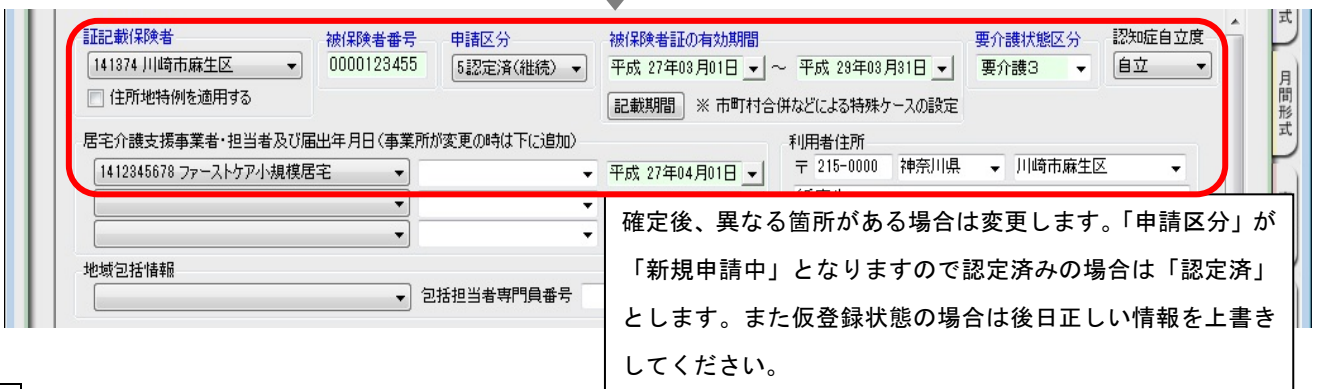 証記載保険者 被保険者番号 申請区分 被保険者証の有効期間 要介護状態区分 認知症自立度
141374 川崎市麻生区 0000123455 5認定済(継続) 平成 27年03月01日 ～ 平成 29年03月31日 要介護3 自立
住所地特例を適用する 記載期間 ※ 市町村合併などによる特殊ケースの設定
居宅介護支援事業者・担当者及び届出年月日(事業所が変更の時は下に追加) 利用者住所
1412345678 ファーストケア小規模居宅 平成 27年04月01日 〒 215-0000 神奈川県 川崎市麻生区
地域包括情報
包括担当者専門員番号
確定後、異なる箇所がある場合は変更します。「申請区分」が
「新規申請中」となりますので認定済みの場合は「認定済」
とします。また仮登録状態の場合は後日正しい情報を上書き
してください。
式
月間形式